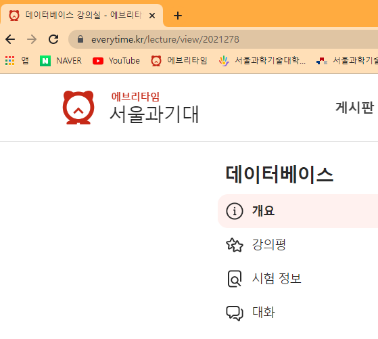 데이터베이스 강의실 - 에브리타
everytime.kr/lecture/view/2021278
앱 NAVER YouTube 에브리타임 서울과학기술대학... 서울과학기술
에브리타임
서울과기대
게시판
데이터베이스
개요
강의평
시험 정보
대화